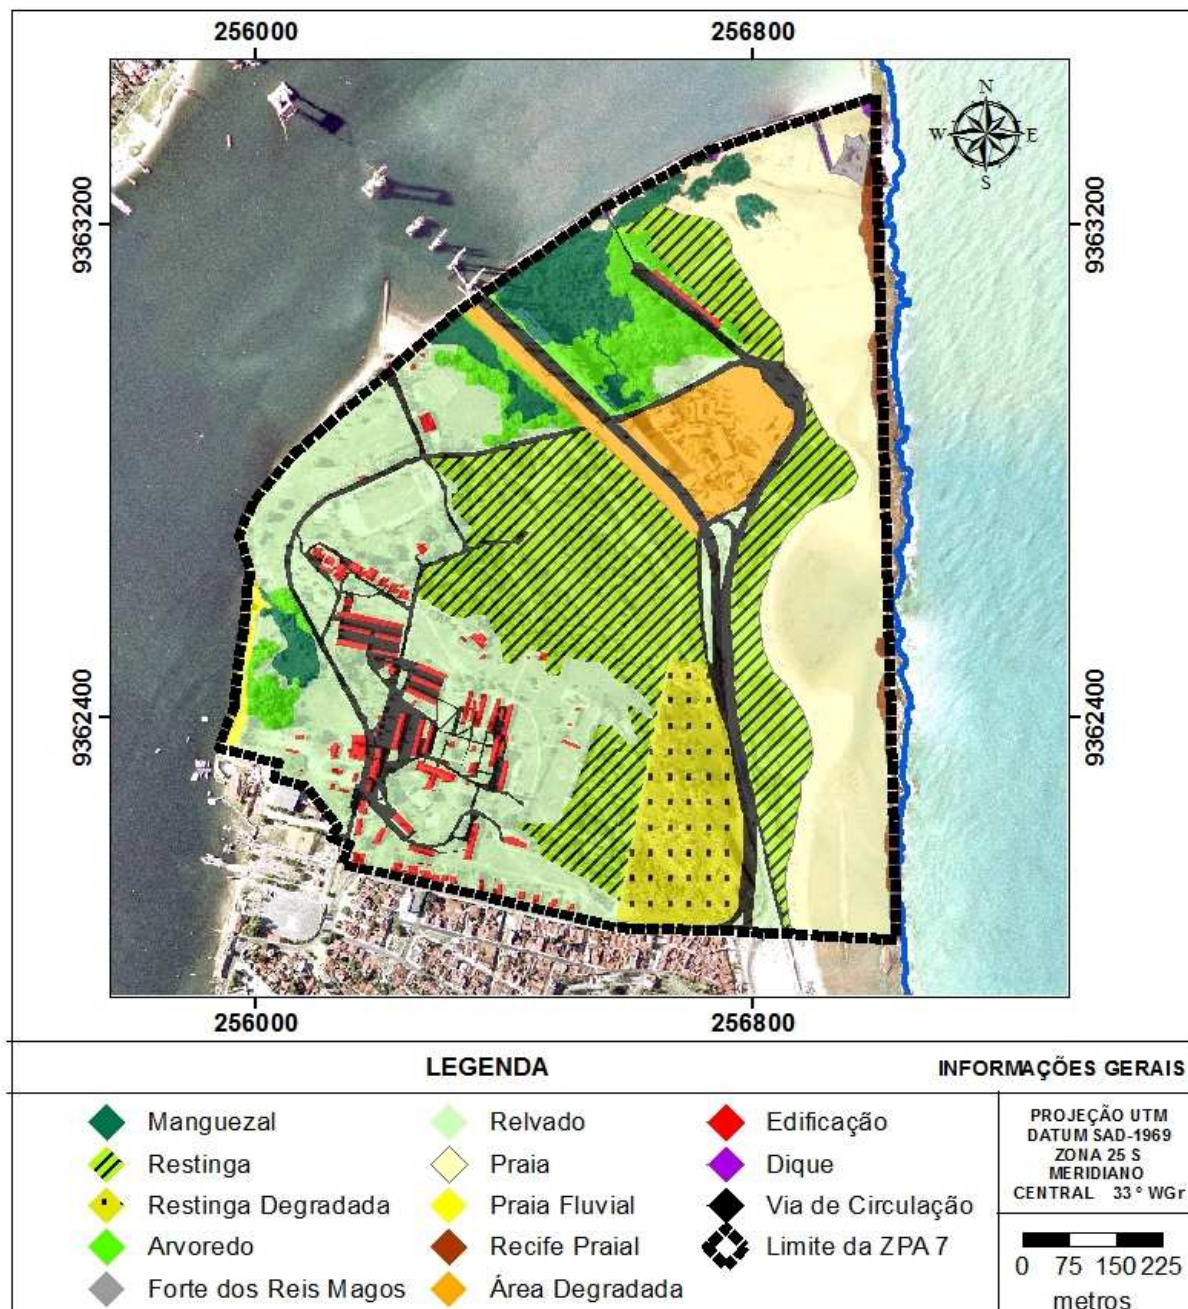 256000 256800
N
W E
S
9363200 9363200
9362400 9362400
256000 256800
LEGENDA
INFORMAÇÕES GERAIS
Manguezal
Restinga
Restinga Degradada
Arvoredo
Forte dos Reis Magos
Relvado
Praia
Praia Fluvial
Recife Praial
Área Degradada
Edificação
Dique
Via de Circulação
Limite da ZPA 7
PROJEÇÃO UTM
DATUM SAD-1969
ZONA 25 S
MERIDIANO
CENTRAL 33 º WGr
0 75 150 225
metros